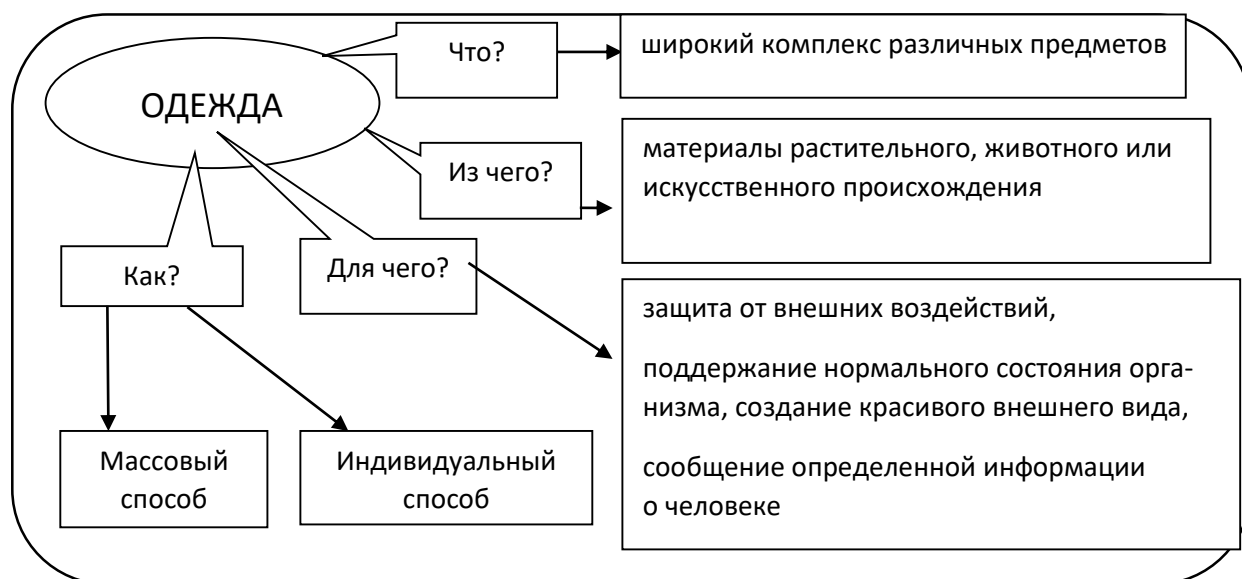 Что?
широкий комплекс различных предметов
ОДЕЖДА
Из чего?
материалы растительного, животного или
искусственного происхождения
Как?
Для чего?
защита от внешних воздействий,
поддержание нормального состояния орга-
низма, создание красивого внешнего вида,
сообщение определенной информации
о человеке
Массовый
способ
Индивидуальный
способ